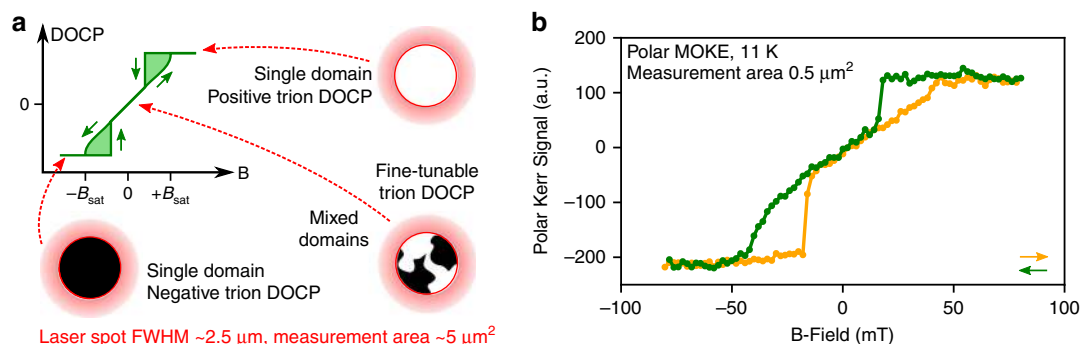 a
DOCP
0
B
−Bsat
0
+Bsat
Single domain
Positive trion DOCP
Fine-tunable
trion DOCP
Mixed
domains
Single domain
Negative trion DOCP
Laser spot FWHM ~2.5 μm, measurement area ~5 μm²
b
Polar MOKE, 11 K
Measurement area 0.5 μm²
Polar Kerr Signal (a.u.)
100
0
−100
−200
−100
−50
0
50
100
B-Field (mT)